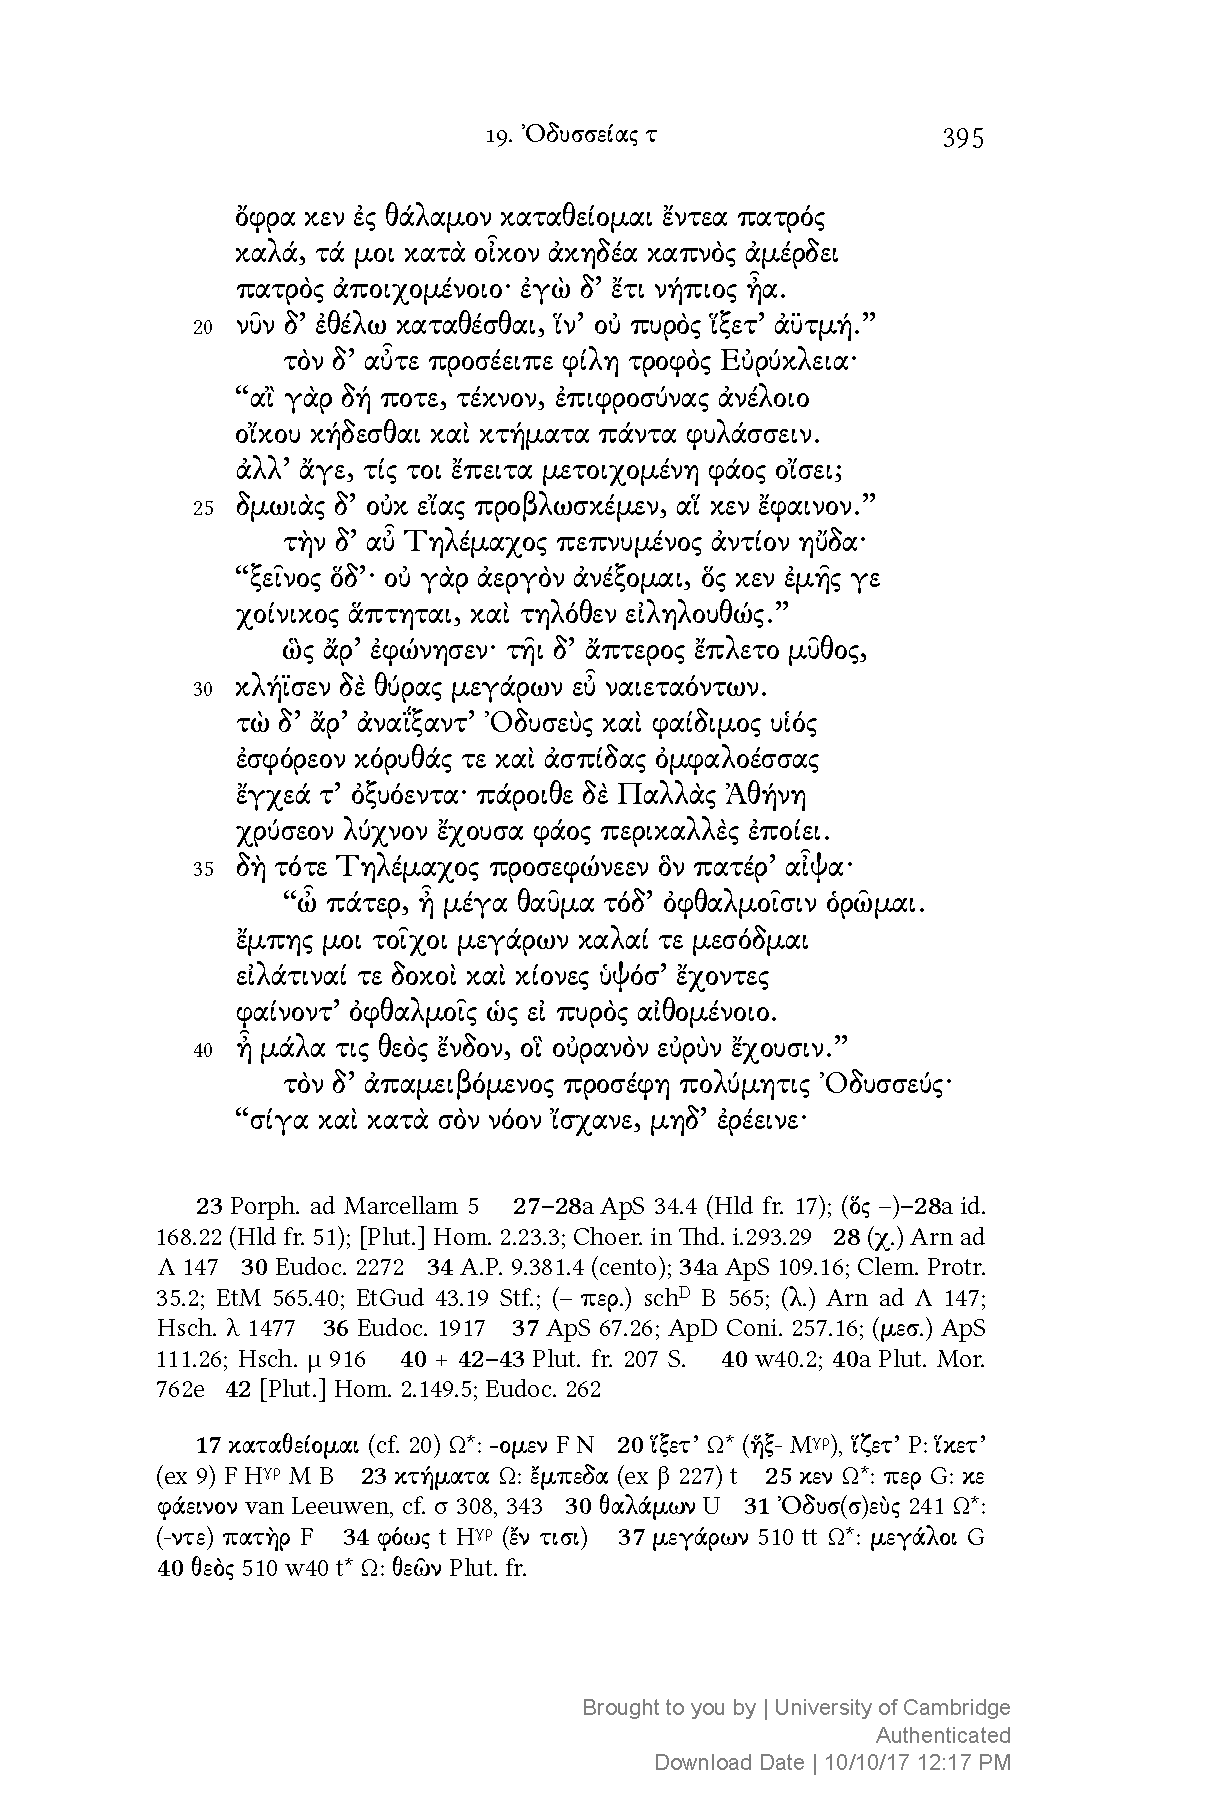 19. Ὀδυσσείας τ 395
ὄφρα κεν ἐς θάλαμον καταθείομαι ἔντεα πατρός
καλά, τά μοι κατὰ οἶκον ἀκηδέα καπνὸς ἀμέρδει
πατρὸς ἀποιχομένοιο· ἐγὼ δ’ ἔτι νήπιος ἦα.
20 νῦν δ’ ἐθέλω καταθέσθαι, ἵν’ οὐ πυρὸς ἵξετ’ ἀϋτμή.”
τὸν δ’ αὖτε προσέειπε φίλη τροφὸς Εὐρύκλεια·
“αἲ γὰρ δή ποτε, τέκνον, ἐπιφροσύνας ἀνέλοιο
οἴκου κήδεσθαι καὶ κτήματα πάντα φυλάσσειν.
ἀλλ’ ἄγε, τίς τοι ἔπειτα μετοιχομένη φάος οἴσει;
25 δμωιὰς δ’ οὐκ εἴας προβλωσκέμεν, αἵ κεν ἔφαινον.”
τὴν δ’ αὖ Τηλέμαχος πεπνυμένος ἀντίον ηὔδα·
“ξεῖνος ὅδ’· οὐ γὰρ ἀεργὸν ἀνέξομαι, ὅς κεν ἐμῆς γε
χοίνικος ἅπτηται, καὶ τηλόθεν εἰληλουθώς.”
ὣς ἄρ’ ἐφώνησεν· τῆι δ’ ἄπτερος ἔπλετο μῦθος,
30 κλήϊσεν δὲ θύρας μεγάρων εὖ ναιεταόντων.
τὼ δ’ ἄρ’ ἀναΐξαντ’ Ὀδυσεὺς καὶ φαίδιμος υἱός
ἐσφόρεον κόρυθάς τε καὶ ἀσπίδας ὀμφαλοέσσας
ἔγχεά τ’ ὀξυόεντα· πάροιθε δὲ Παλλὰς Ἀθήνη
χρύσεον λύχνον ἔχουσα φάος περικαλλὲς ἐποίει.
35 δὴ τότε Τηλέμαχος προσεφώνεεν ὃν πατέρ’ αἶψα·
“ὦ πάτερ, ἦ μέγα θαῦμα τόδ’ ὀφθαλμοῖσιν ὁρῶμαι.
ἔμπης μοι τοῖχοι μεγάρων καλαί τε μεσόδμαι
εἰλάτιναί τε δοκοὶ καὶ κίονες ὑψόσ’ ἔχοντες
φαίνοντ’ ὀφθαλμοῖς ὡς εἰ πυρὸς αἰθομένοιο.
40 ἦ μάλα τις θεὸς ἔνδον, οἳ οὐρανὸν εὐρὺν ἔχουσιν.”
τὸν δ’ ἀπαμειβόμενος προσέφη πολύμητις Ὀδυσσεύς·
“σίγα καὶ κατὰ σὸν νόον ἴσχανε, μηδ’ ἐρέεινε·
23 Porph. ad Marcellam 5 27–28a ApS 34.4 (Hld fr. 17); (ὅς –)–28a id.
168.22 (Hld fr. 51); [Plut.] Hom. 2.23.3; Choer. in Thd. i.293.29 28 (χ.) Arn ad
Λ 147 30 Eudoc. 2272 34 A.P. 9.381.4 (cento); 34a ApS 109.16; Clem. Protr.
35.2; EtM 565.40; EtGud 43.19 Stf.; (– περ.) schD B 565; (λ.) Arn ad Λ 147;
Hsch. λ 1477 36 Eudoc. 1917 37 ApS 67.26; ApD Coni. 257.16; (μεσ.) ApS
111.26; Hsch. μ 916 40 + 42–43 Plut. fr. 207 S. 40 w40.2; 40a Plut. Mor.
762e 42 [Plut.] Hom. 2.149.5; Eudoc. 262
17 καταθείομαι (cf. 20) Ω*: -ομεν F N 20 ἵξετ’ Ω* (ἥξ- Mγρ), ἵζετ’ P: ἵκετ’
(ex 9) F Hγρ M B 23 κτήματα Ω: ἔμπεδα (ex β 227) t 25 κεν Ω*: περ G: κε
φάεινον van Leeuwen, cf. σ 308, 343 30 θαλάμων U 31 Ὀδυσ(σ)εὺς 241 Ω*:
(-ντε) πατὴρ F 34 φόως t Hγρ (ἔν τισι) 37 μεγάρων 510 tt Ω*: μεγάλοι G
40 θεὸς 510 w40 t* Ω: θεῶν Plut. fr.
Brought to you by | University of Cambridge
Authenticated
Download Date | 10/10/17 12:17 PM